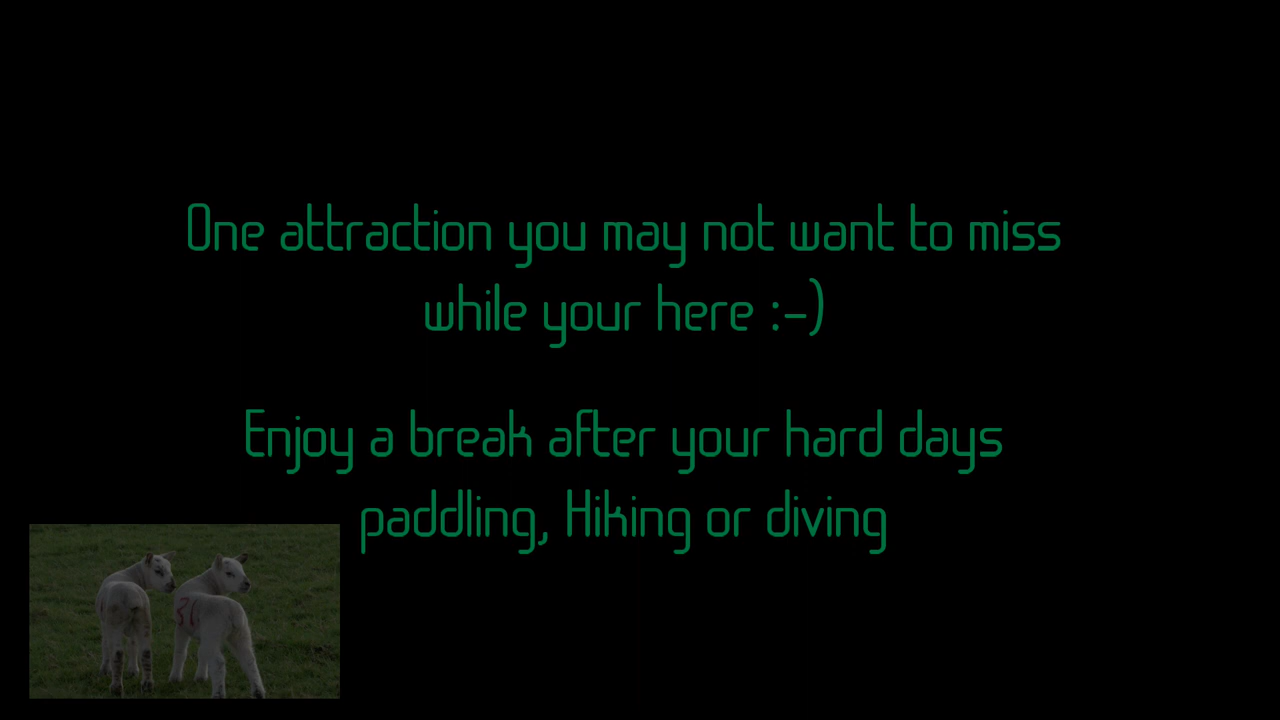 One attraction you may not want to miss
while your here :-)
Enjoy a break after your hard days
paddling, Hiking or diving